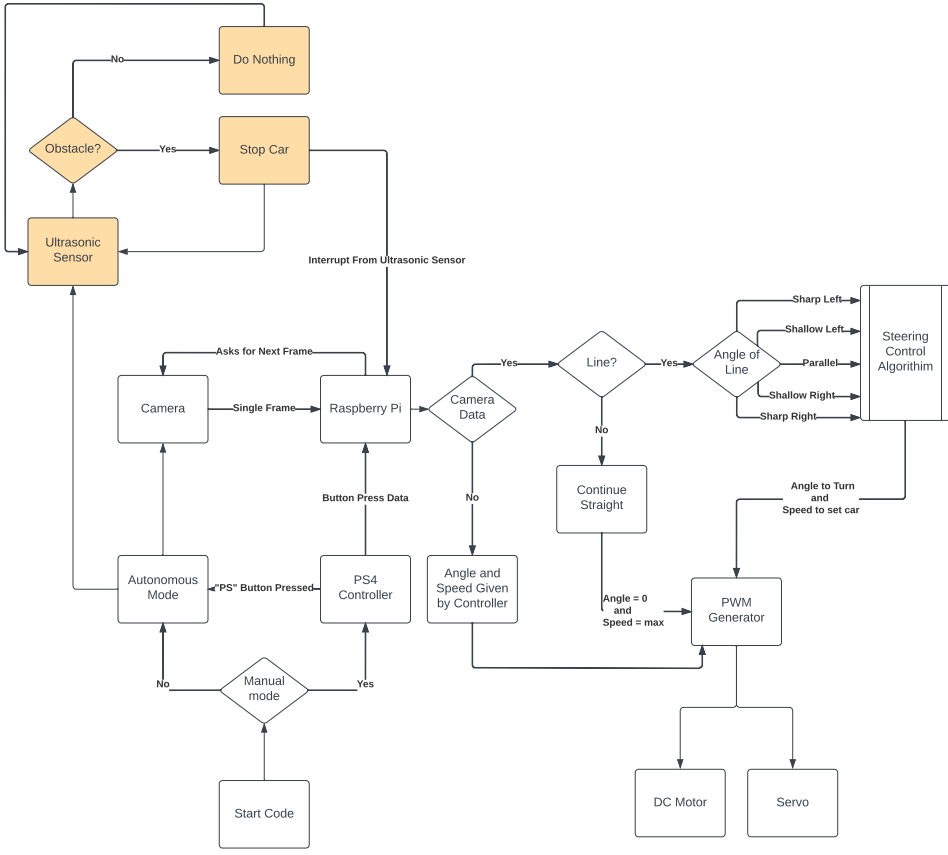 Do Nothing
No
Obstacle?
Yes
Stop Car
Ultrasonic
Sensor
Interrupt From Ultrasonic Sensor
Asks for Next Frame
Camera
Single Frame
Raspberry Pi
Camera
Data
Yes
Line?
Yes
Angle of
Line
Sharp Left
Shallow Left
Parallel
Shallow Right
Sharp Right
Steering
Control
Algorithim
No
Continue
Straight
No
Button Press Data
Angle to Turn
and
Speed to set car
Autonomous
Mode
"PS" Button Pressed
PS4
Controller
Angle and
Speed Given
by Controller
Angle = 0
and
Speed = max
PWM
Generator
No
Manual
mode
Yes
Start Code
DC Motor
Servo